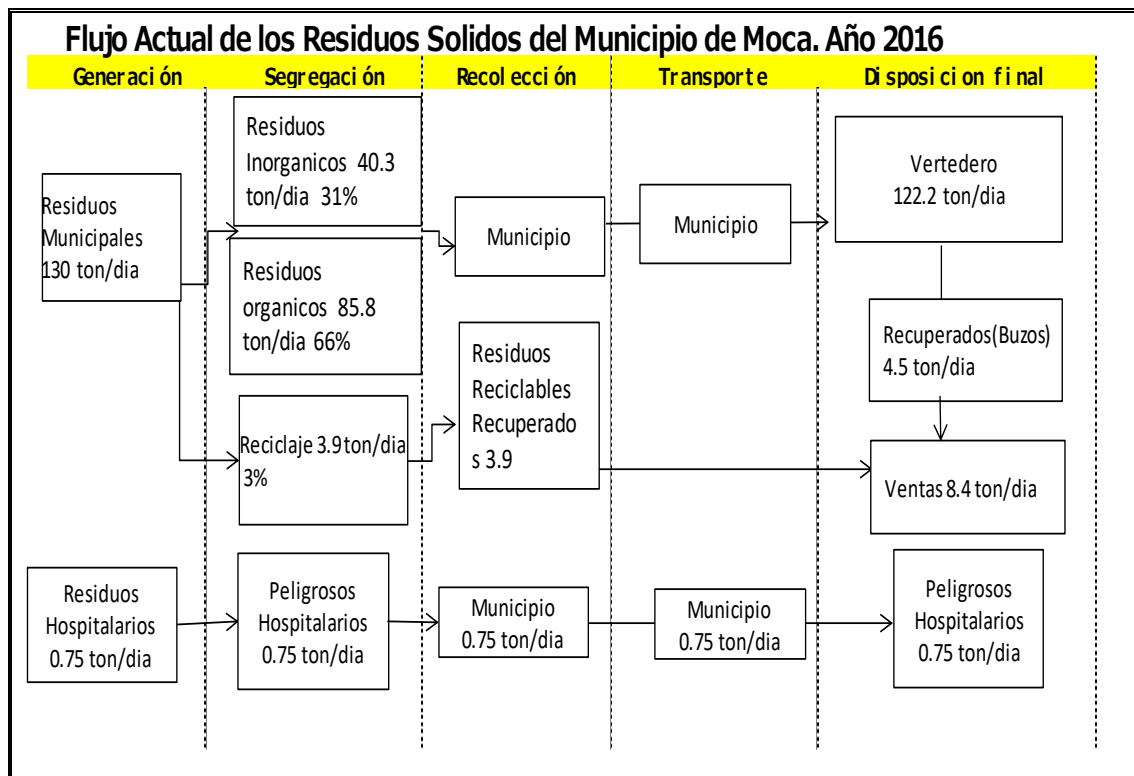 Flujo Actual de los Residuos Solidos del Municipio de Moca. Año 2016
Generación
Segregación
Recolección
Transporte
Disposicion final
Residuos
Municipales
130 ton/dia
Residuos
Inorganicos 40.3
ton/dia 31%
Residuos
organicos 85.8
ton/dia 66%
Reciclaje 3.9 ton/dia
3%
Municipio
Residuos
Reciclables
Recuperado
s 3.9
Municipio
Vertedero
122.2 ton/dia
Recuperados(Buzos)
4.5 ton/dia
Ventas 8.4 ton/dia
Residuos
Hospitalarios
0.75 ton/dia
Peligrosos
Hospitalarios
0.75 ton/dia
Municipio
0.75 ton/dia
Municipio
0.75 ton/dia
Peligrosos
Hospitalarios
0.75 ton/dia